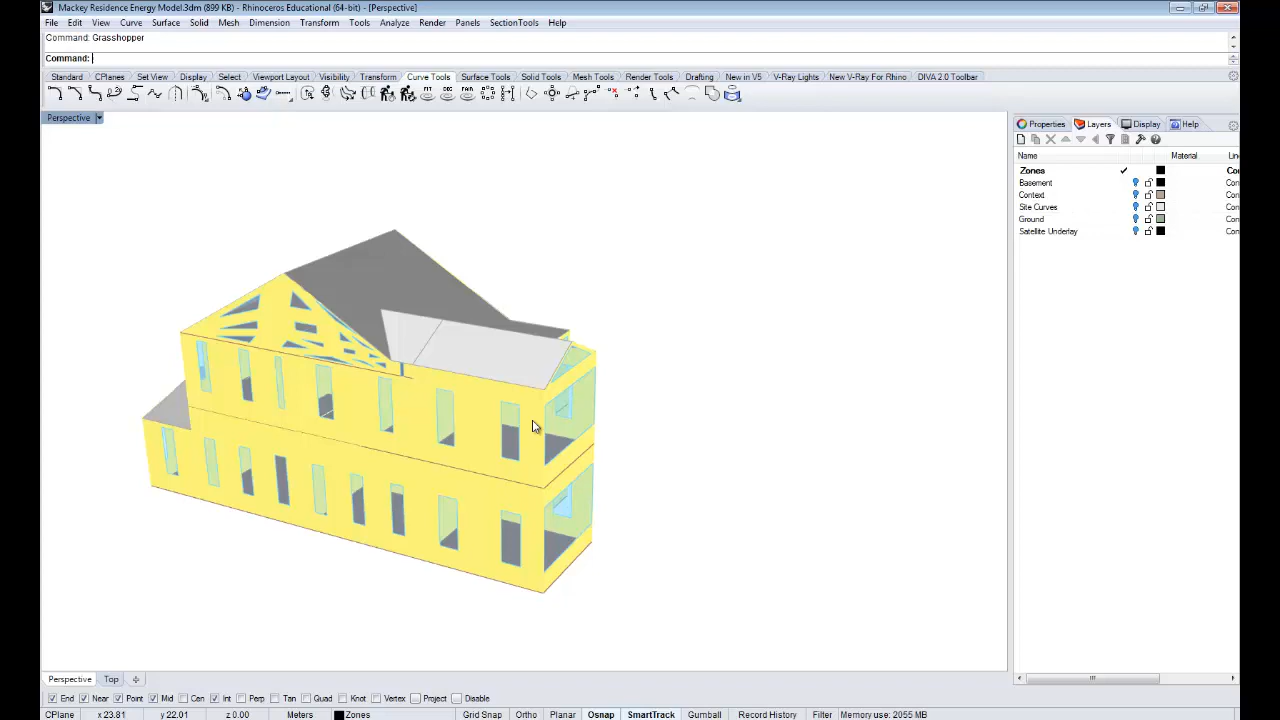 Mackey Residence Energy Model.3dm (899 KB) - Rhinoceros Educational (64-bit) - [Perspective]
File Edit View Curve Surface Solid Mesh Dimension Transform Tools Analyze Render Panels SectionTools Help
Command: Grasshopper
Command:
Standard CPlanes Set View Display Select Viewport Layout Visibility Transform Curve Tools Surface Tools Solid Tools Mesh Tools Render Tools Drafting New in V5 V-Ray Lights New V-Ray For Rhino DIVA 2.0 Toolbar
Perspective
Properties Layers Display Help
Name Material
Zones Con
Basement Con
Context Con
Site Curves Con
Ground Con
Satellite Underlay Con
Perspective Top
End Near Point Mid Cen Int Perp Tan Quad Knot Vertex Project Disable
CPlane x 23.81 y 22.01 z 0.00 Meters Zones Grid Snap Ortho Planar Osnap SmartTrack Gumball Record History Filter Memory use: 2055 MB